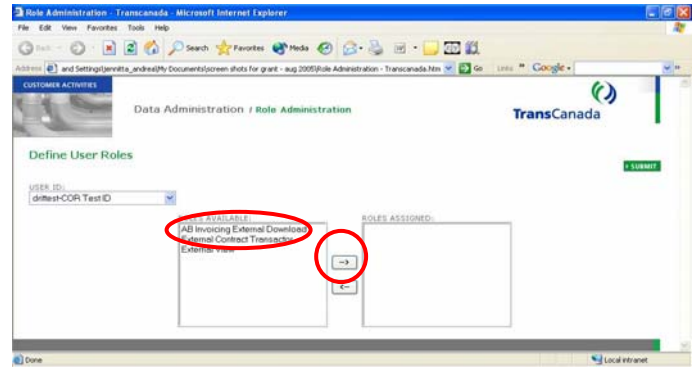 Role Administration - Transcanada - Microsoft Internet Explorer
File Edit View Favorites Tools Help
Back Search Favorites Media
Address and Settings\jennitta_andrea\My Documents\screen shots for grant - aug 2005\Role Administration - Transcanada.htm Go Links » Google
CUSTOMER ACTIVITIES
Data Administration / Role Administration
TransCanada
Define User Roles
SUBMIT
USER ID:
drittest-COR Test ID
ROLES AVAILABLE: ROLES ASSIGNED:
AB Invoicing External Download
External Contract Transactor
External View
-->
<--
Done Local intranet